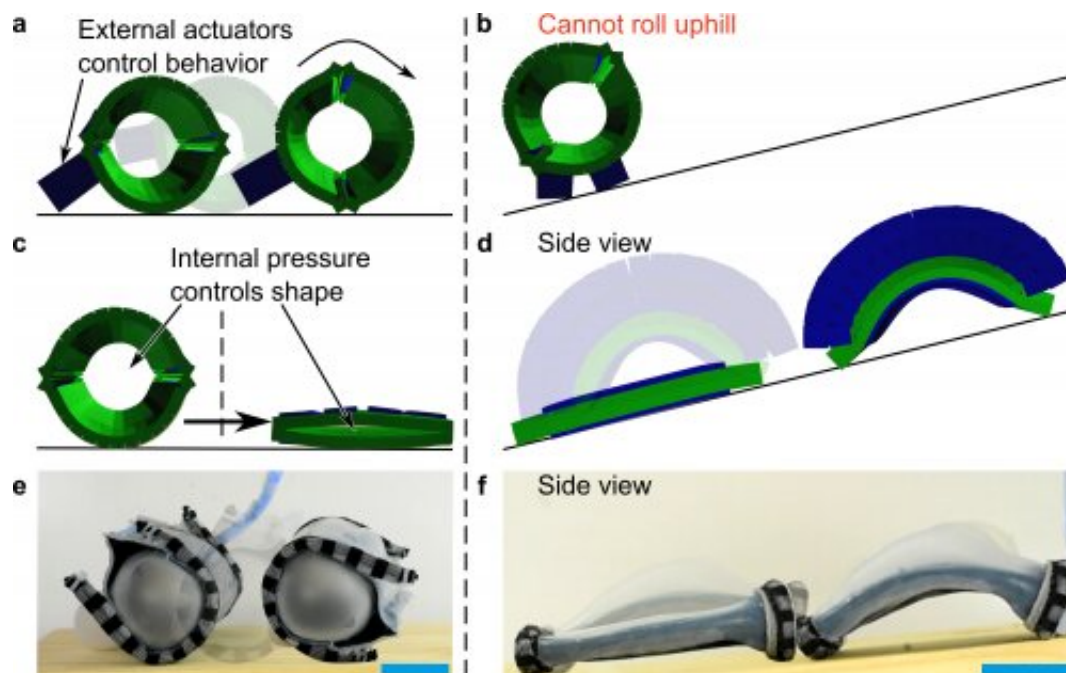 a
External actuators
control behavior
b
Cannot roll uphill
c
Internal pressure
controls shape
d
Side view
e
f
Side view